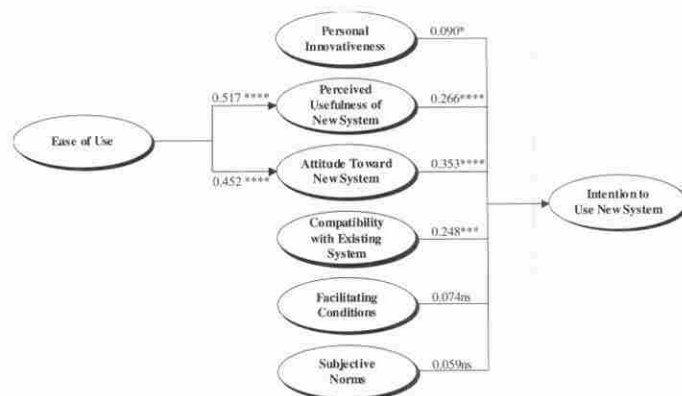 Personal
Innovativeness
0.090*
0.517 ****
Perceived
Usefulness of
New System
0.266****
Ease of Use
0.452 ****
Attitude Toward
New System
0.353****
Intention to
Use New System
Compatibility
with Existing
System
0.248***
Facilitating
Conditions
0.074ns
Subjective
Norms
0.059ns